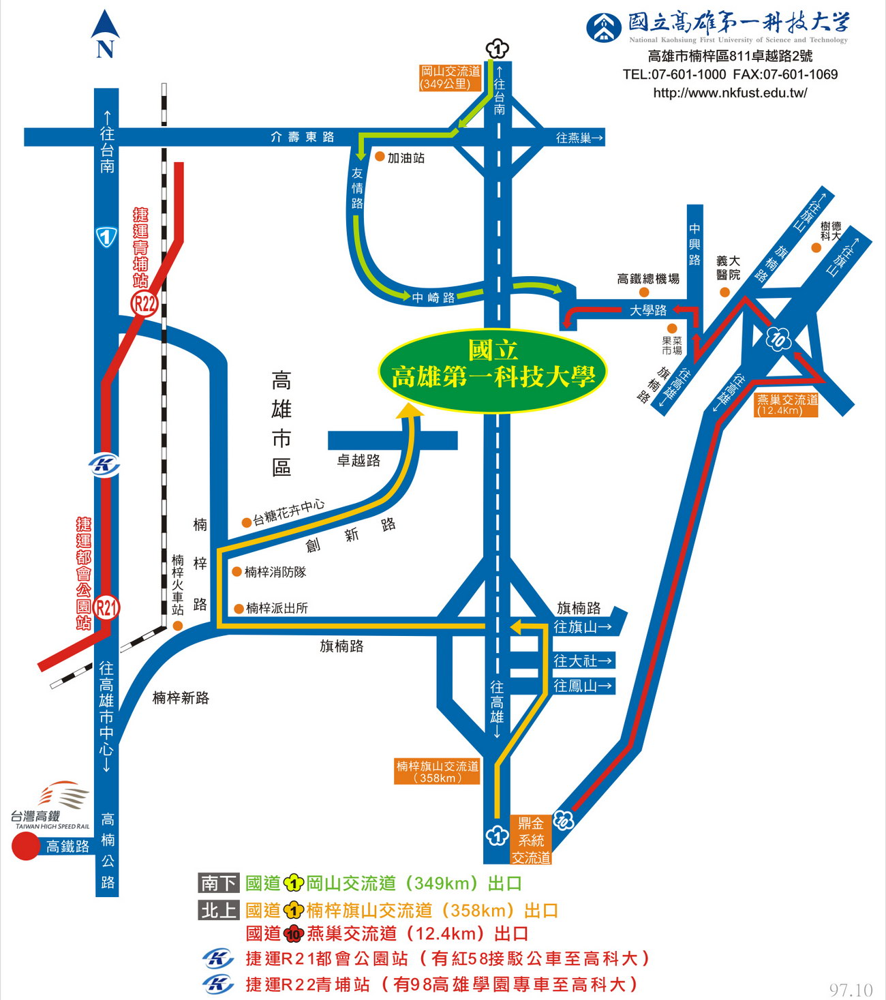 N
國立高雄第一科技大学
National Kaohsiung First University of Science and Technology
高雄市楠梓區811卓越路2號
TEL:07-601-1000 FAX:07-601-1069
http://www.nkfust.edu.tw/
1
岡山交流道
(349公里)
←往台南
←往台南
介壽東路
往燕巢→
加油站
友情路
1
捷運青埔站
R22
中崎路
中興路
高鐵總機場
大學路
果菜市場
義大
醫院
旗楠路
←往旗山
樹德
科大
←往旗山
10
旗楠路
往高雄→
往高雄→
燕巢交流道
(12.4Km)
國立
高雄第一科技大學
高雄市區
卓越路
K
台糖花卉中心
創新路
楠梓路
楠梓消防隊
楠梓派出所
楠梓火車站
捷運都會公園站
R21
旗楠路
旗楠路
往旗山→
往大社→
往鳳山→
往高雄→
往高雄市中心→
楠梓新路
楠梓旗山交流道
（358km）
1
鼎金
系統
交流道
10
台灣高鐵
TAIWAN HIGH SPEED RAIL
高鐵路
高楠公路
南下 國道1岡山交流道（349km）出口
北上 國道1楠梓旗山交流道（358km）出口
國道10燕巢交流道（12.4km）出口
K 捷運R21都會公園站（有紅58接駁公車至高科大）
K 捷運R22青埔站（有98高雄學園專車至高科大）
97.10